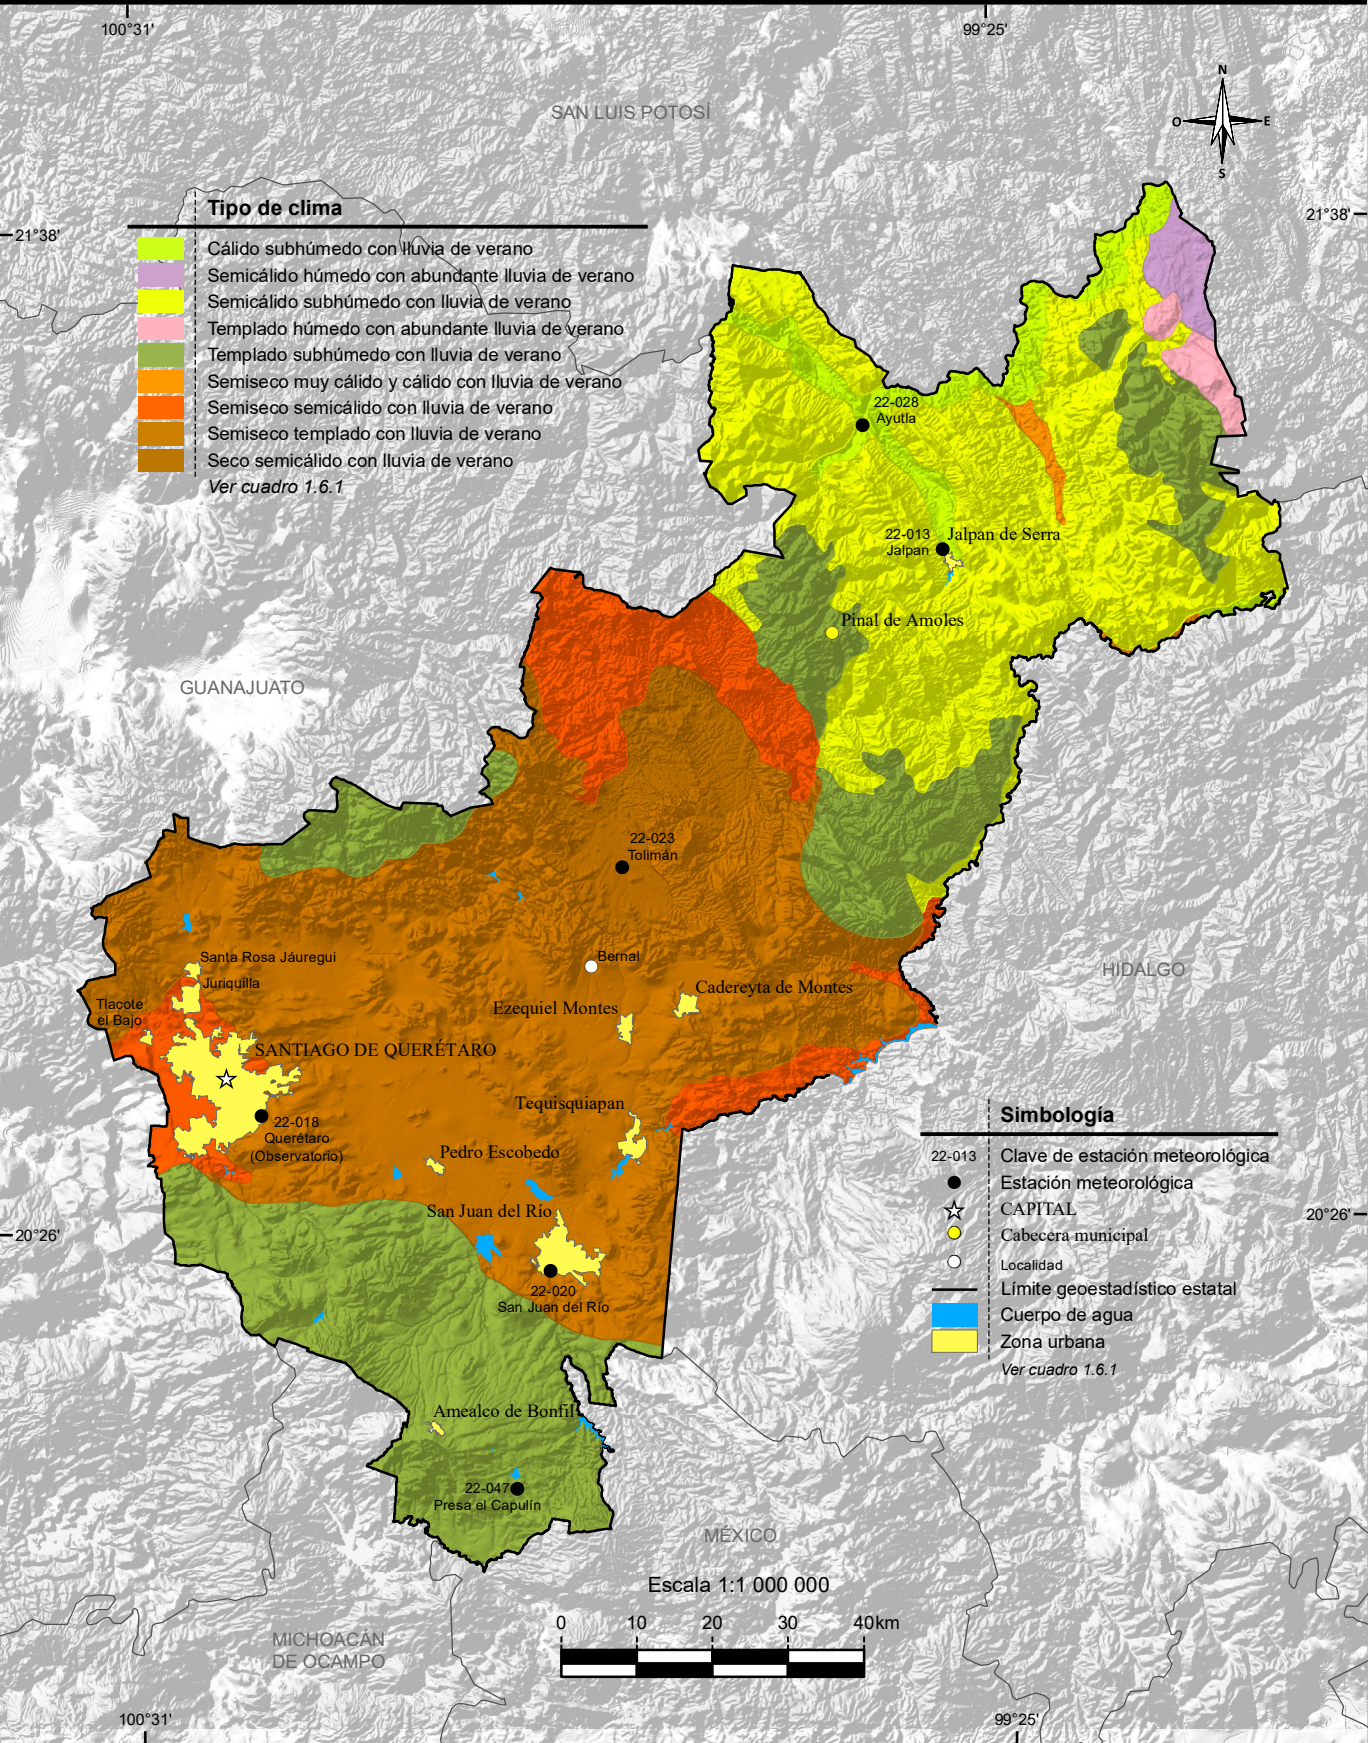 100°31'
99°25'
N
O
E
S
SAN LUIS POTOSÍ
21°38'
21°38'
Tipo de clima
Cálido subhúmedo con lluvia de verano
Semicálido húmedo con abundante lluvia de verano
Semicálido subhúmedo con lluvia de verano
Templado húmedo con abundante lluvia de verano
Templado subhúmedo con lluvia de verano
Semiseco muy cálido y cálido con lluvia de verano
Semiseco semicálido con lluvia de verano
Semiseco templado con lluvia de verano
Seco semicálido con lluvia de verano
Ver cuadro 1.6.1
22-028
Ayutla
22-013
Jalpan
Jalpan de Serra
Pinal de Amoles
GUANAJUATO
22-023
Tolimán
Bernal
Santa Rosa Jáuregui
Juriquilla
Tlacote
el Bajo
Ezequiel Montes
Cadereyta de Montes
HIDALGO
SANTIAGO DE QUERÉTARO
22-018
Querétaro
(Observatorio)
Tequisquiapan
Pedro Escobedo
San Juan del Río
22-020
San Juan del Río
20°26'
20°26'
Simbología
22-013 Clave de estación meteorológica
Estación meteorológica
CAPITAL
Cabecera municipal
Localidad
Límite geoestadístico estatal
Cuerpo de agua
Zona urbana
Ver cuadro 1.6.1
Amealco de Bonfil
22-047
Presa el Capulín
MÉXICO
Escala 1:1 000 000
0 10 20 30 40km
MICHOACÁN
DE OCAMPO
100°31'
99°25'